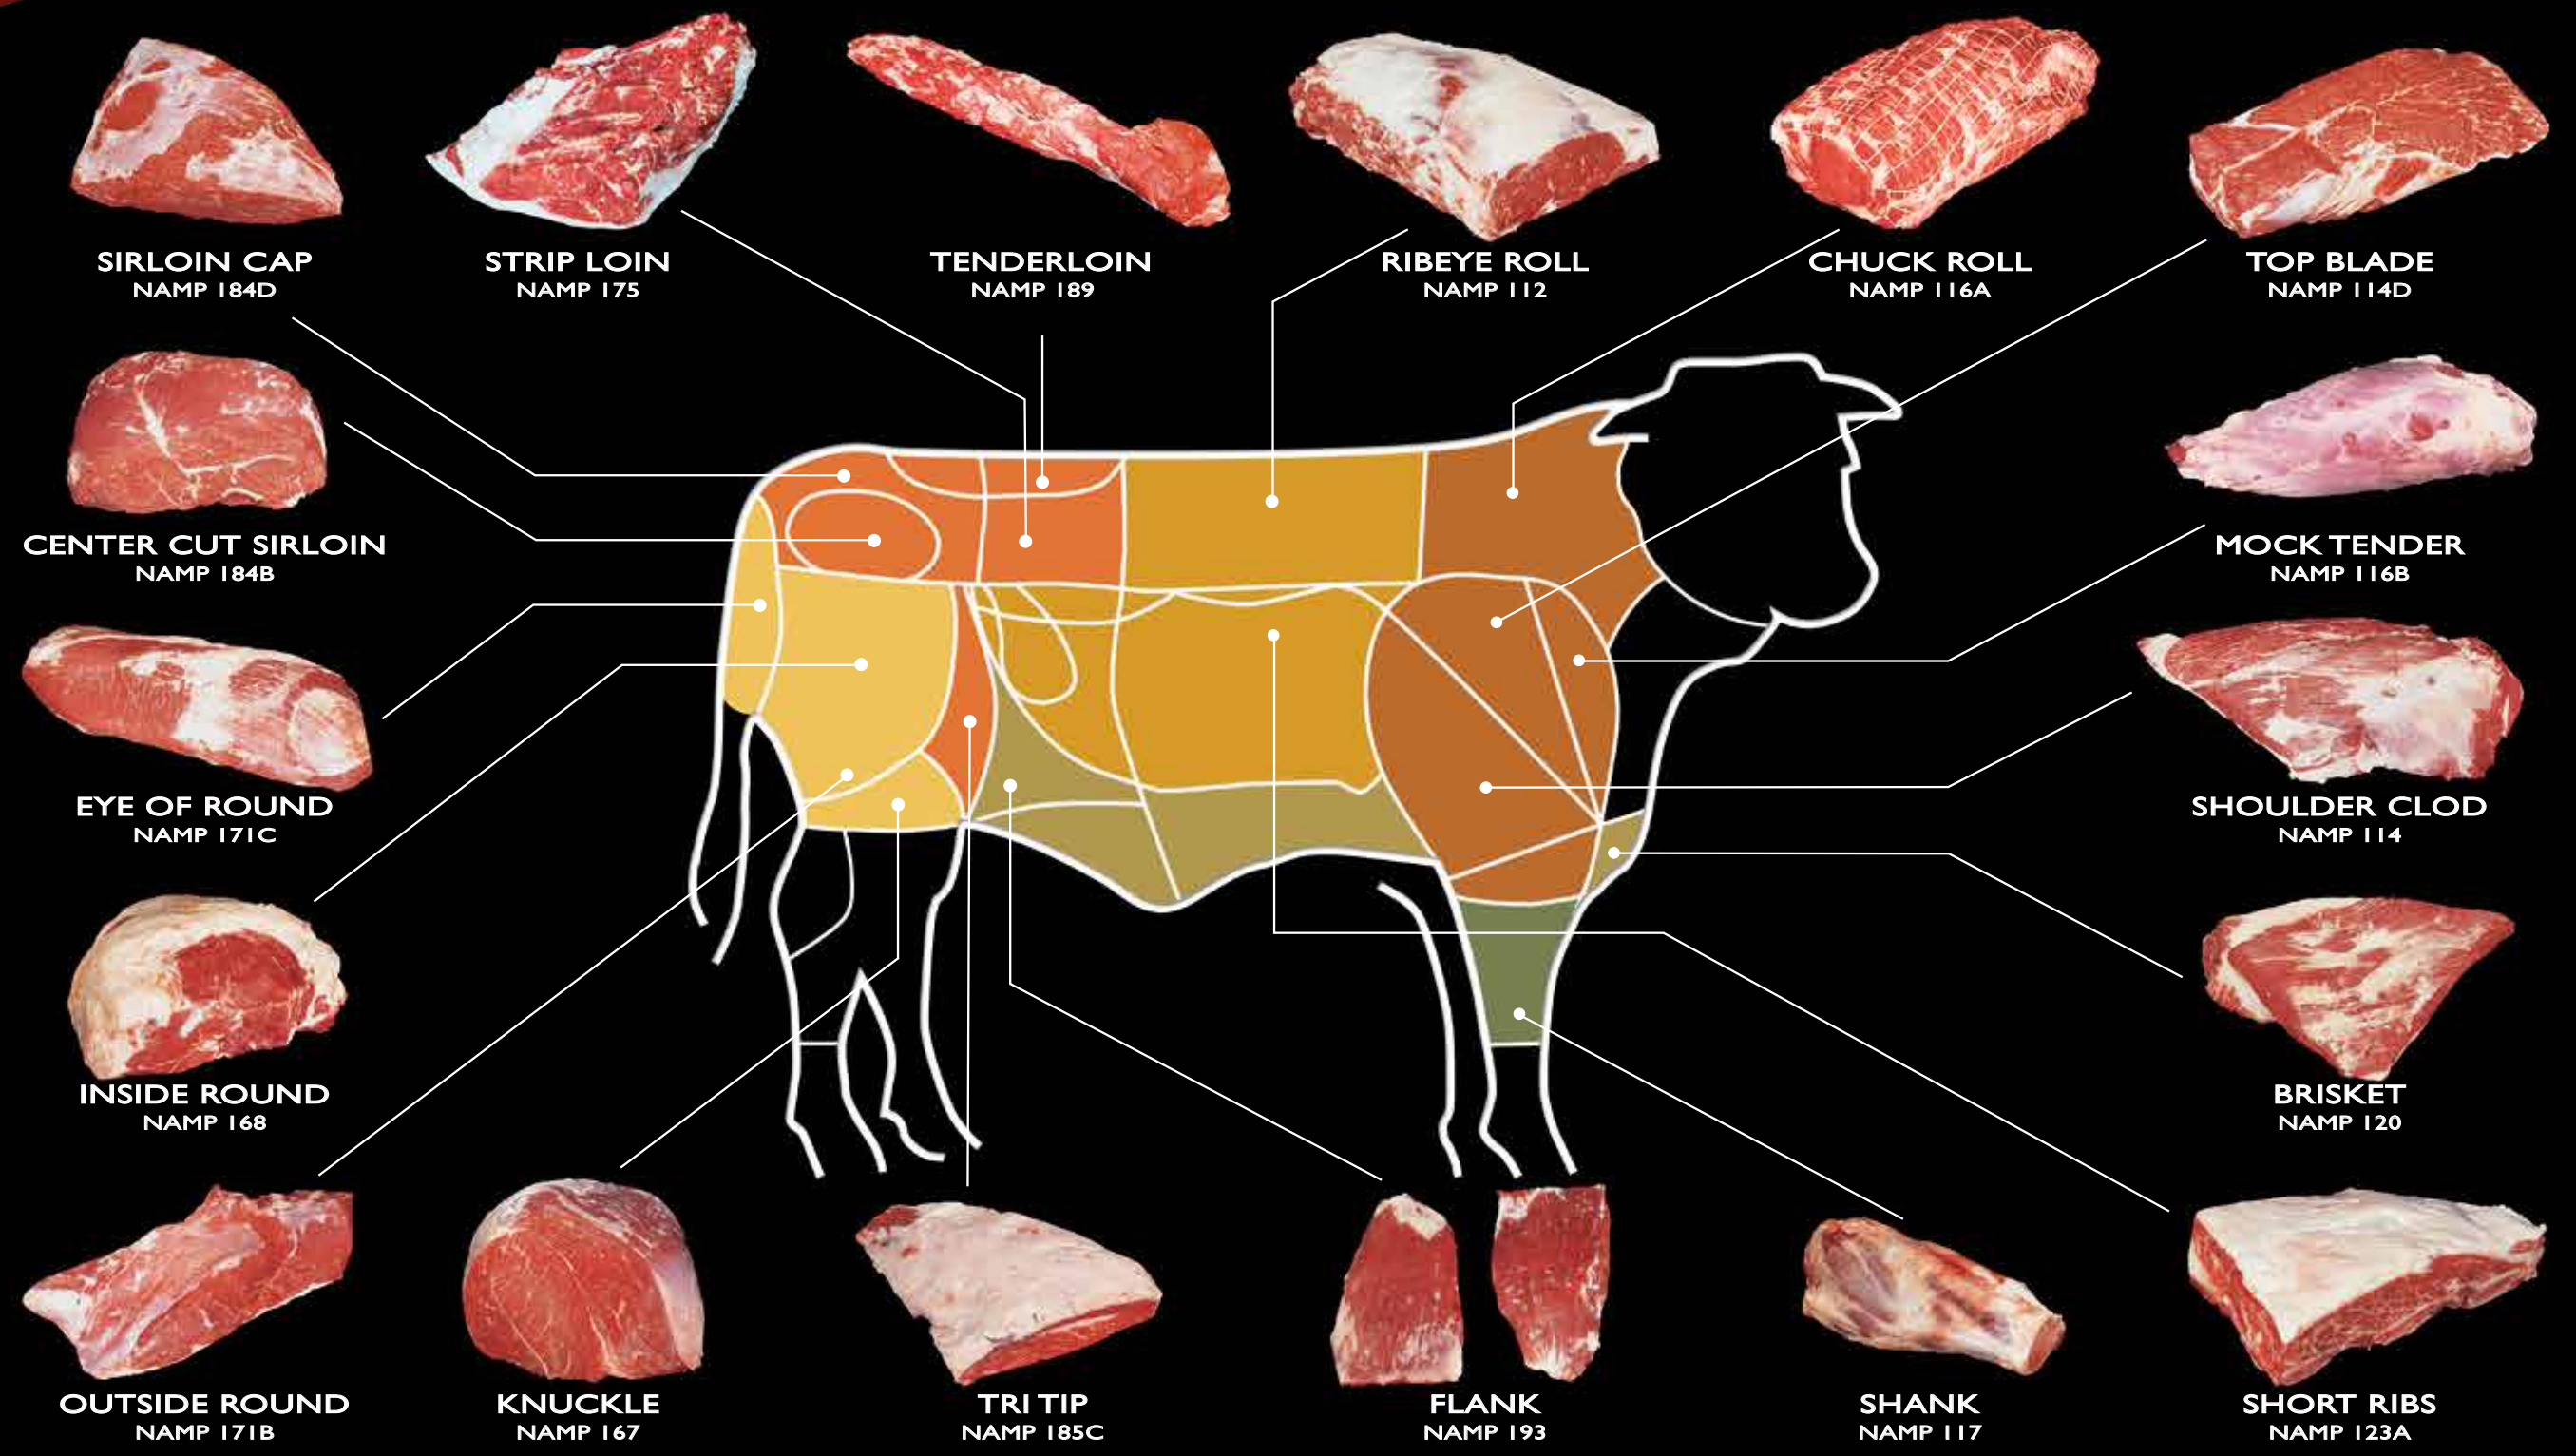 SIRLOIN CAP
NAMP 184D
STRIP LOIN
NAMP 175
TENDERLOIN
NAMP 189
RIBEYE ROLL
NAMP 112
CHUCK ROLL
NAMP 116A
TOP BLADE
NAMP 114D
CENTER CUT SIRLOIN
NAMP 184B
MOCK TENDER
NAMP 116B
EYE OF ROUND
NAMP 171C
SHOULDER CLOD
NAMP 114
INSIDE ROUND
NAMP 168
BRISKET
NAMP 120
OUTSIDE ROUND
NAMP 171B
KNUCKLE
NAMP 167
TRI TIP
NAMP 185C
FLANK
NAMP 193
SHANK
NAMP 117
SHORT RIBS
NAMP 123A